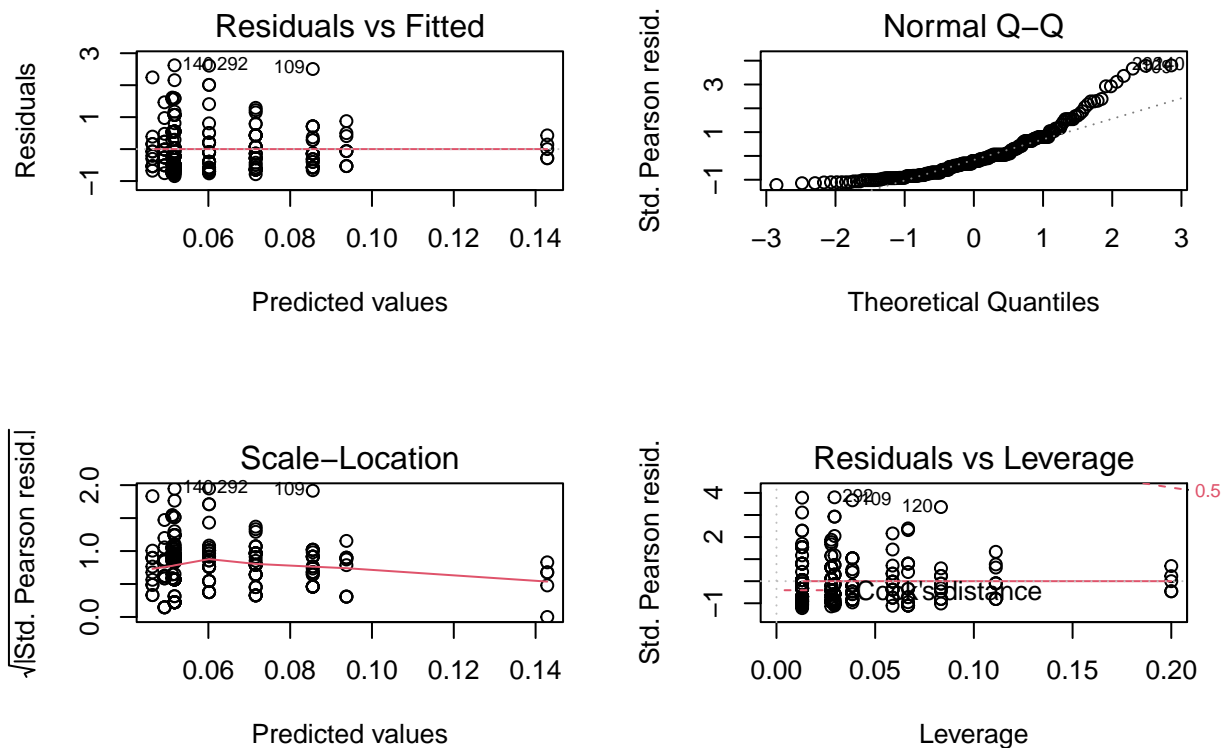 Residuals vs Fitted
Residuals
3
1
−1
140
292
109
0.06 0.08 0.10 0.12 0.14
Predicted values
Normal Q−Q
Std. Pearson resid.
4
1
−1
−3 −2 −1 0 1 2 3
Theoretical Quantiles
Scale−Location
√|Std. Pearson resid.|
2.0
1.0
0.0
140
292
109
0.06 0.08 0.10 0.12 0.14
Predicted values
Residuals vs Leverage
Std. Pearson resid.
4
2
−1
292
109
120
0.5
Cook's distance
0.00 0.05 0.10 0.15 0.20
Leverage